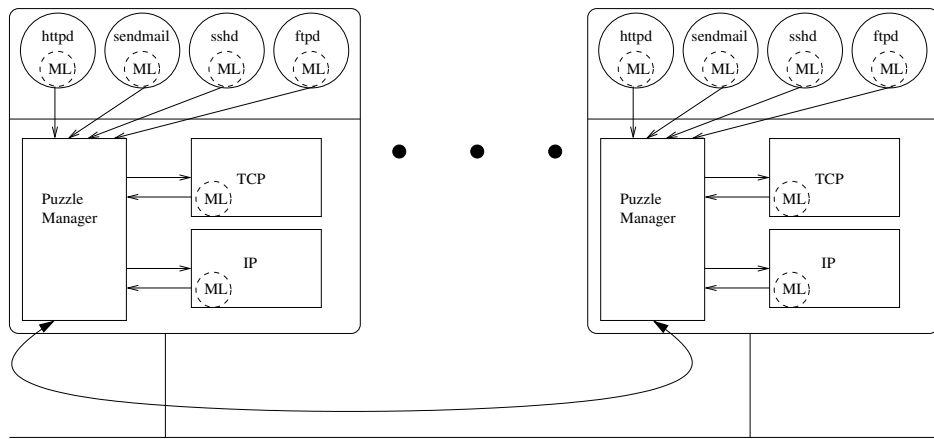 httpd sendmail sshd ftpd
ML ML ML ML
TCP
Puzzle
Manager
ML
IP
ML
httpd sendmail sshd ftpd
ML ML ML ML
TCP
Puzzle
Manager
ML
IP
ML